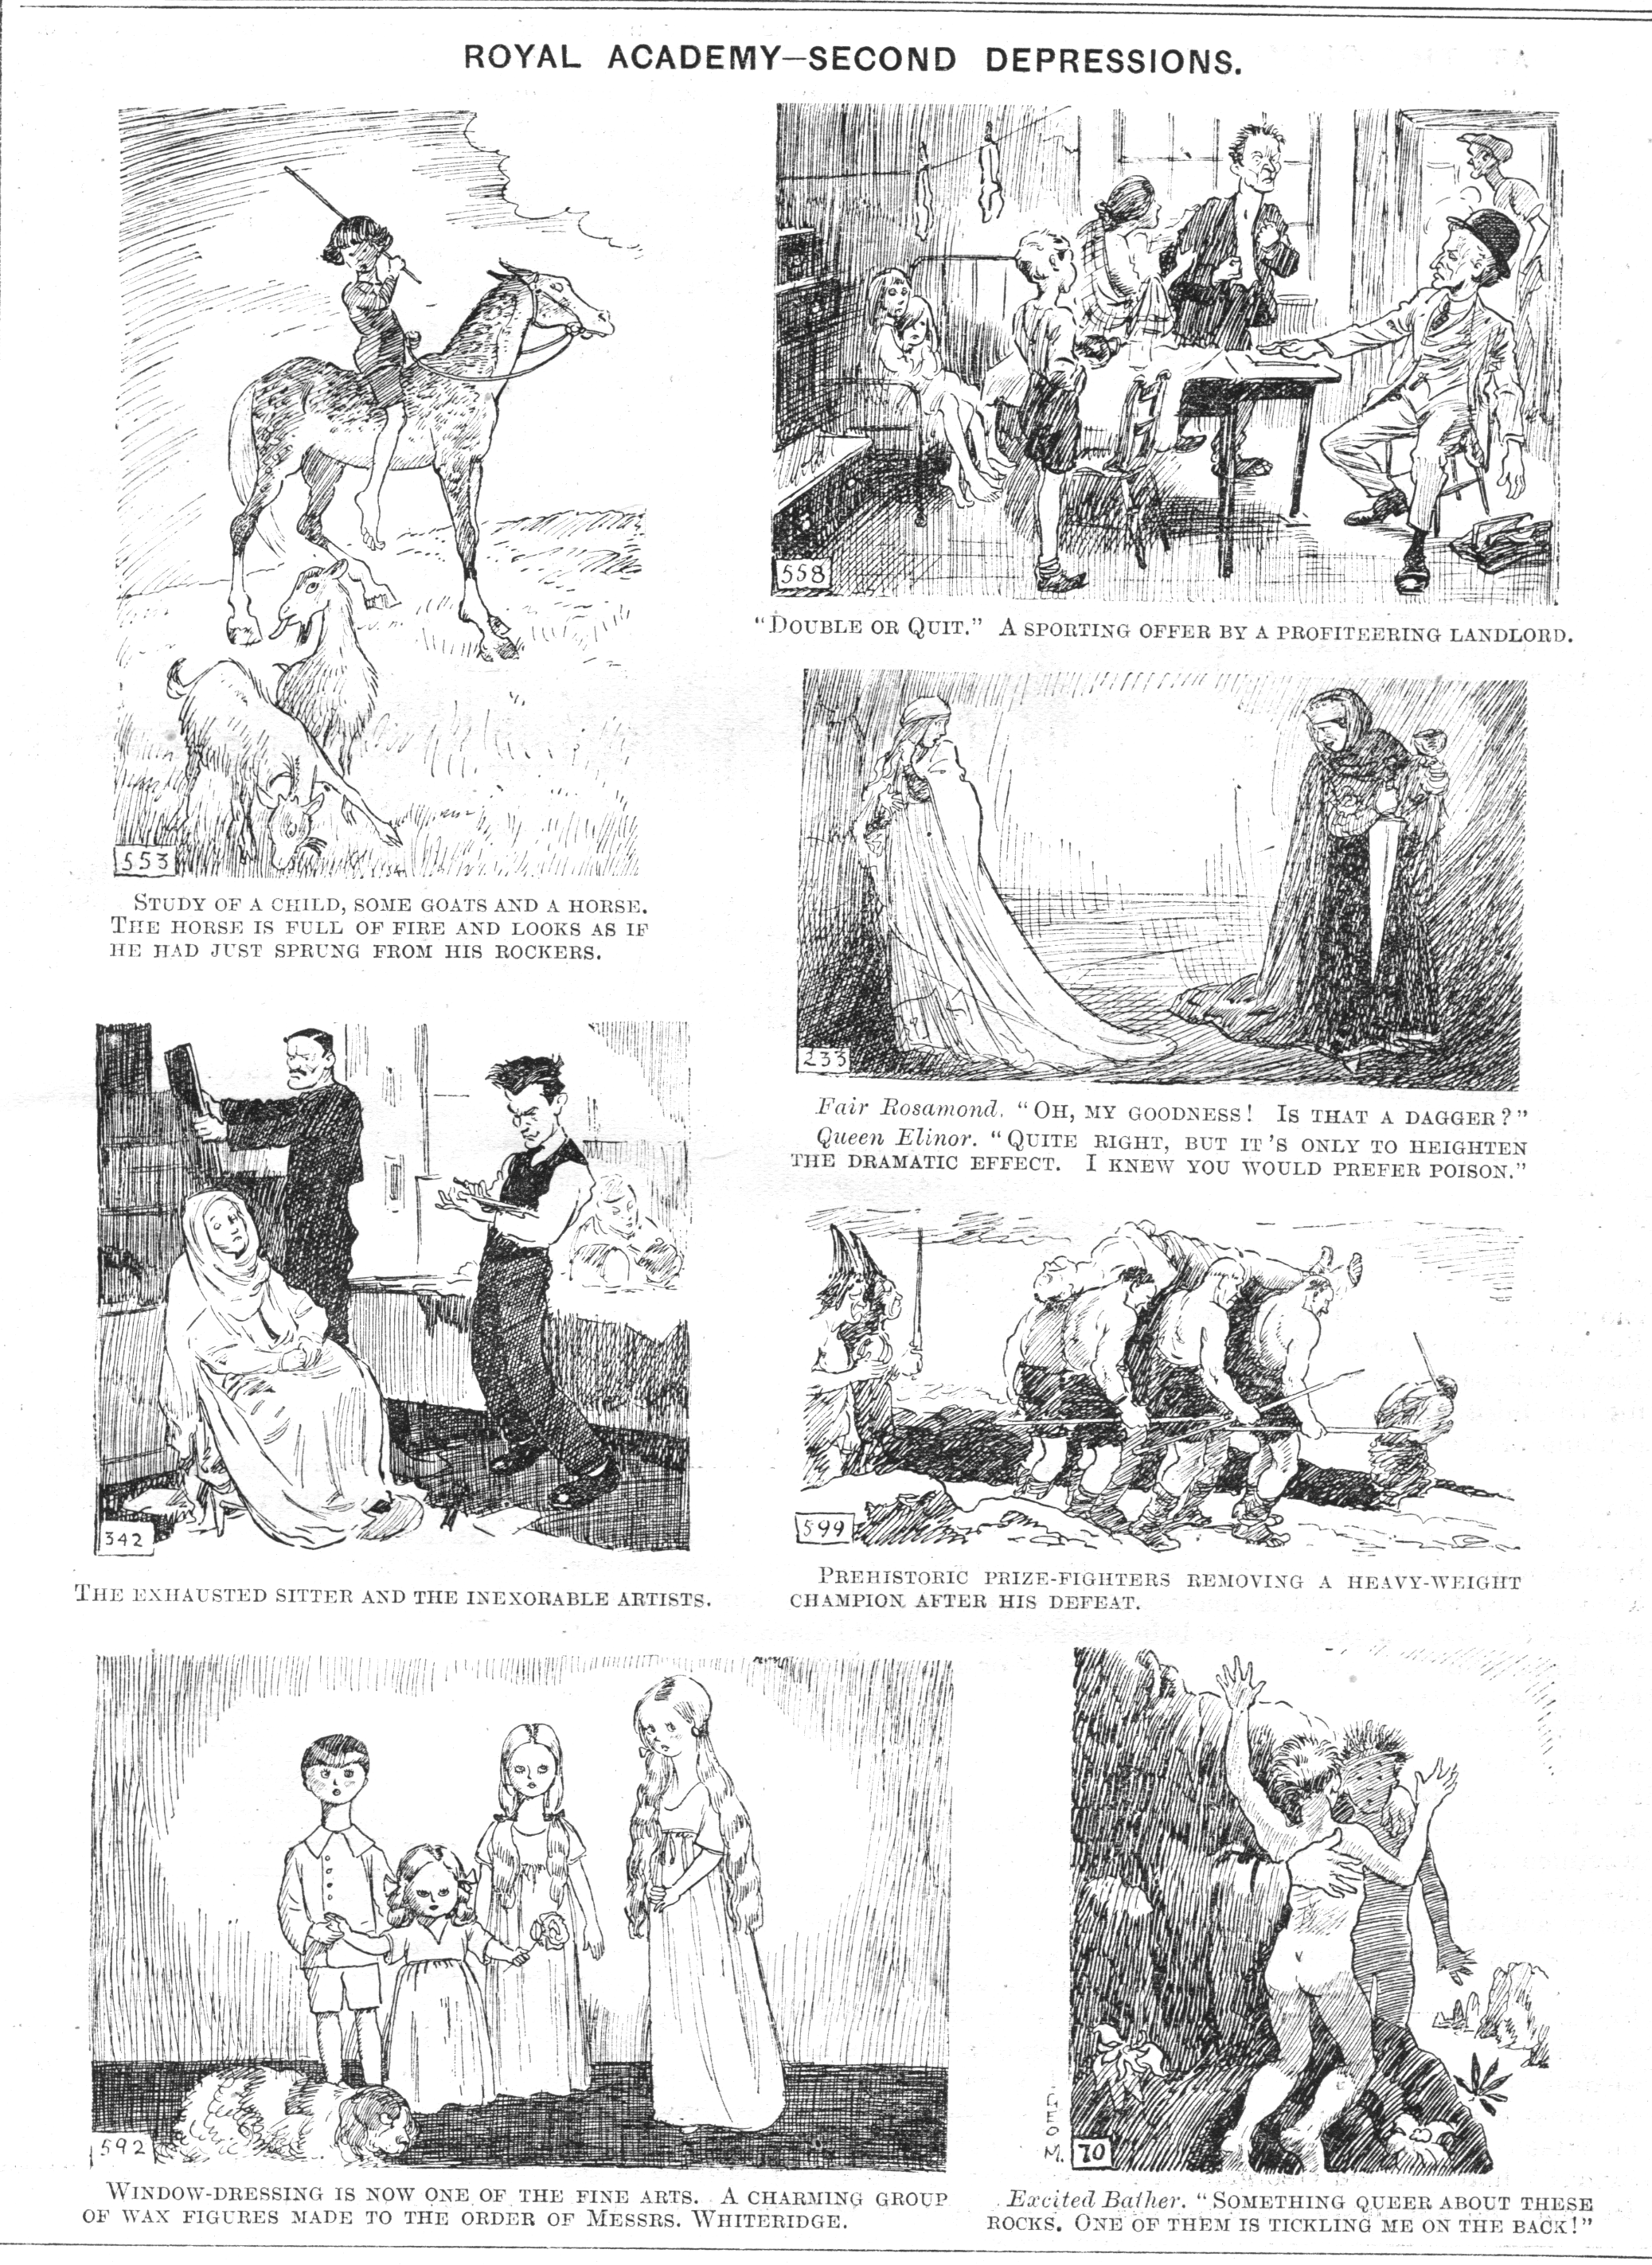 ROYAL ACADEMY—SECOND DEPRESSIONS.
553
STUDY OF A CHILD, SOME GOATS AND A HORSE.
THE HORSE IS FULL OF FIRE AND LOOKS AS IF
HE HAD JUST SPRUNG FROM HIS ROCKERS.
558
"DOUBLE OR QUIT." A SPORTING OFFER BY A PROFITEERING LANDLORD.
233
Fair Rosamond. "OH, MY GOODNESS! IS THAT A DAGGER?"
Queen Elinor. "QUITE RIGHT, BUT IT'S ONLY TO HEIGHTEN
THE DRAMATIC EFFECT. I KNEW YOU WOULD PREFER POISON."
342
THE EXHAUSTED SITTER AND THE INEXORABLE ARTISTS.
599
PREHISTORIC PRIZE-FIGHTERS REMOVING A HEAVY-WEIGHT
CHAMPION AFTER HIS DEFEAT.
592
WINDOW-DRESSING IS NOW ONE OF THE FINE ARTS. A CHARMING GROUP
OF WAX FIGURES MADE TO THE ORDER OF MESSRS. WHITERIDGE.
GEO
M.
70
Excited Bather. "SOMETHING QUEER ABOUT THESE
ROCKS. ONE OF THEM IS TICKLING ME ON THE BACK!"